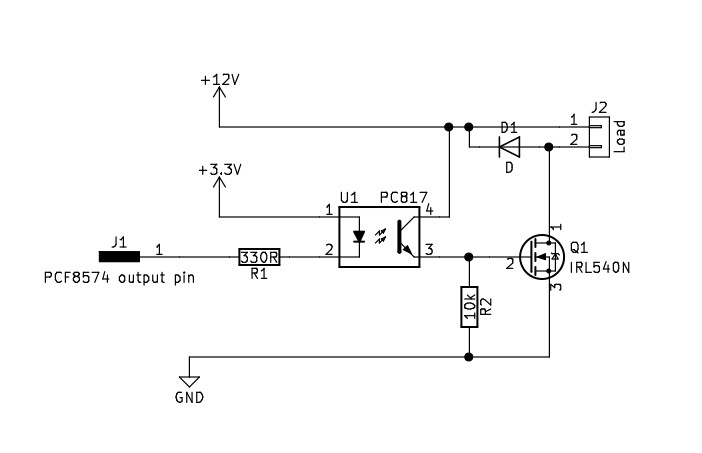 +12V
J2
1
D1
2
Load
D
+3.3V
U1 PC817
1
4
J1
1
2
3
330R
R1
PCF8574 output pin
1
Q1
2
IRL540N
3
10k
R2
GND